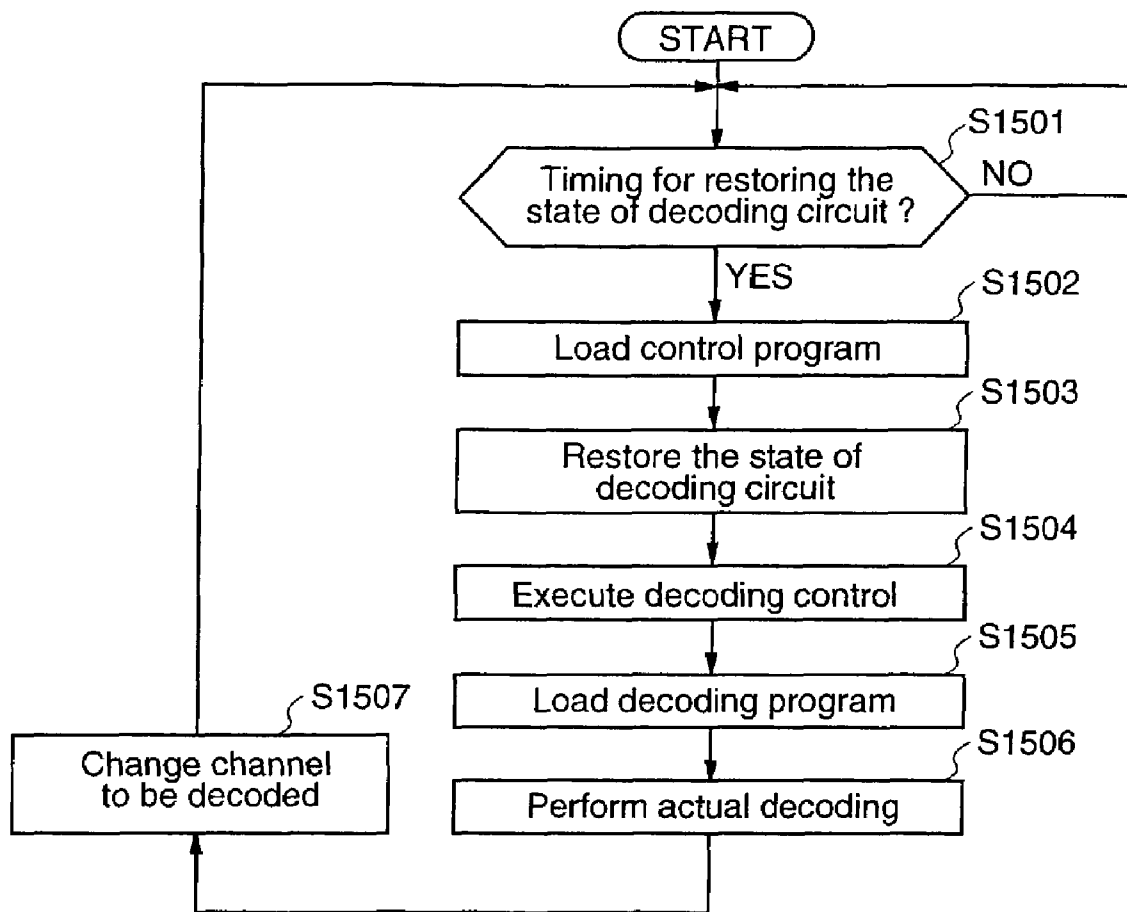 START
S1501
Timing for restoring the
state of decoding circuit ?
NO
YES
S1502
Load control program
S1503
Restore the state of
decoding circuit
S1504
Execute decoding control
S1505
Load decoding program
S1507
Change channel
to be decoded
S1506
Perform actual decoding